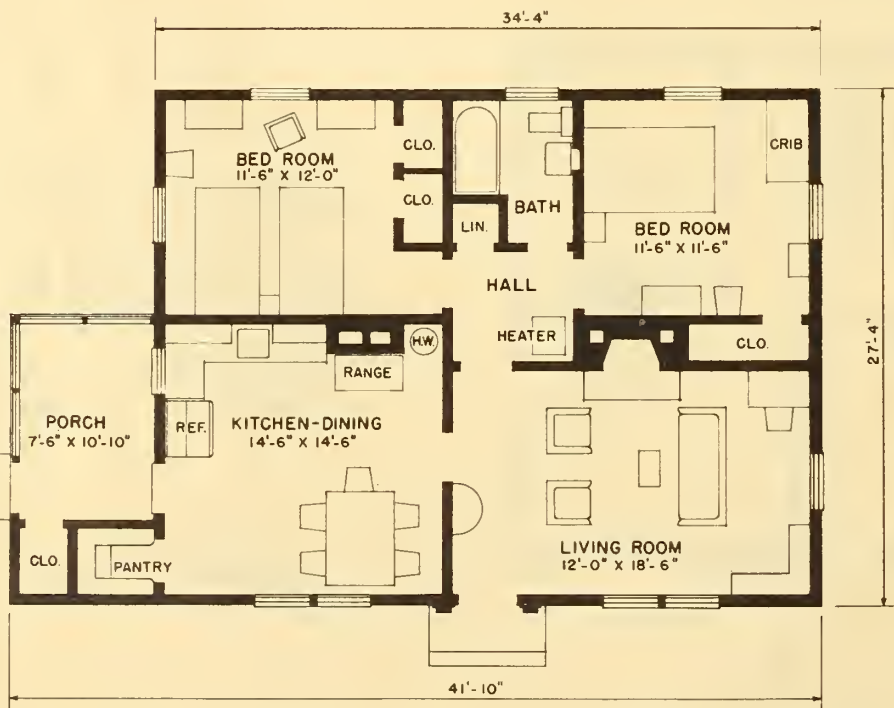 34'-4"
BED ROOM
11'-6" X 12'-0"
CLO.
CLO.
LIN.
BATH
CRIB
BED ROOM
11'-6" X 11'-6"
HALL
HEATER
CLO.
27'-4"
PORCH
7'-6" X 10'-10"
REF.
KITCHEN-DINING
14'-6" X 14'-6"
RANGE
H.W.
CLO.
PANTRY
LIVING ROOM
12'-0" X 18'-6"
41'-10"